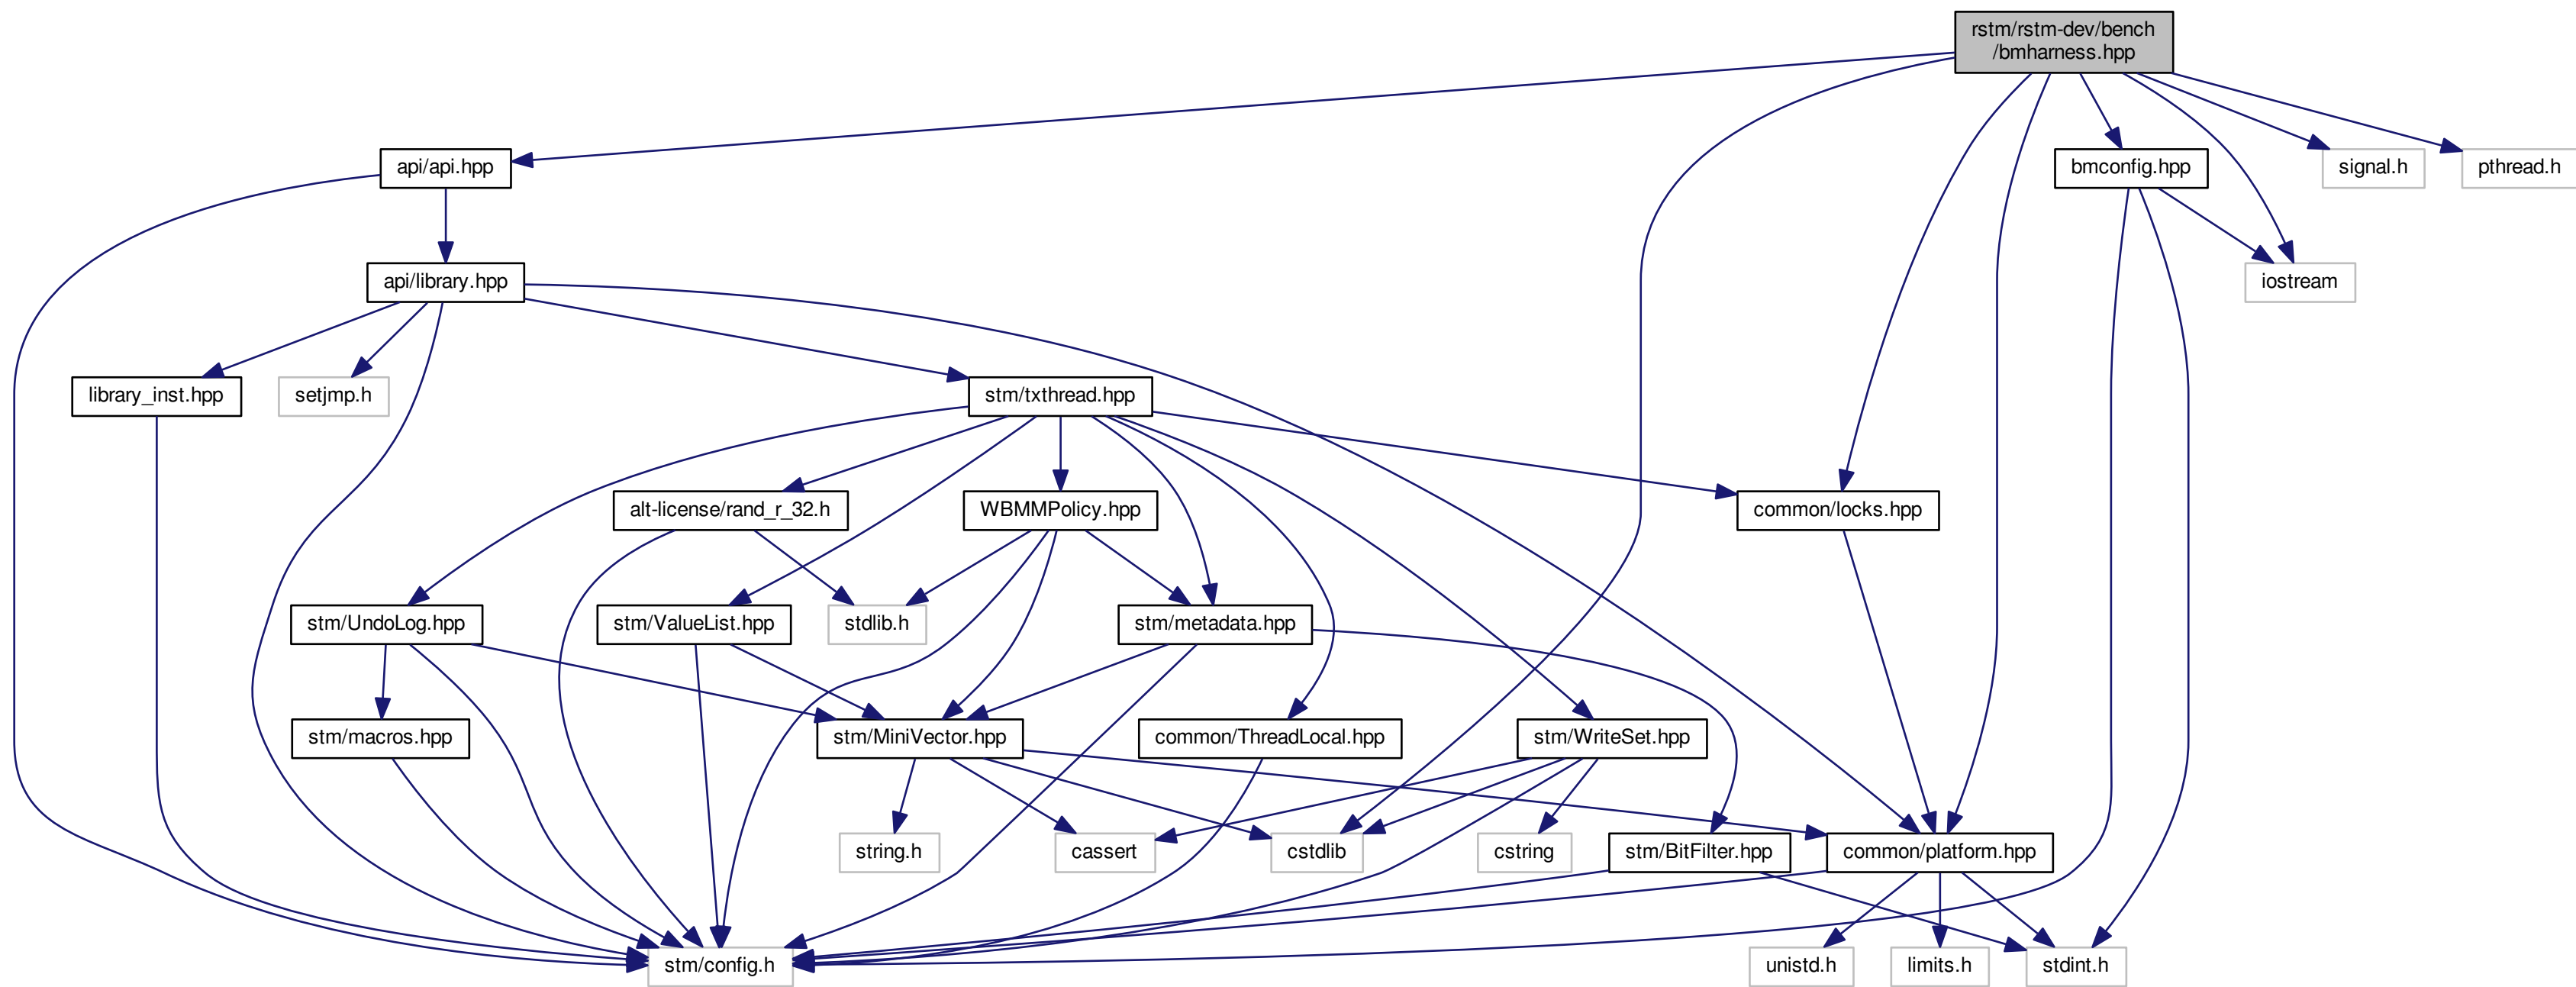 rstm/rstm-dev/bench
/bmharness.hpp
api/api.hpp
bmconfig.hpp
signal.h
pthread.h
api/library.hpp
iostream
library_inst.hpp
setjmp.h
stm/txthread.hpp
alt-license/rand_r_32.h
WBMMPolicy.hpp
common/locks.hpp
stm/UndoLog.hpp
stm/ValueList.hpp
stdlib.h
stm/metadata.hpp
stm/macros.hpp
stm/MiniVector.hpp
common/ThreadLocal.hpp
stm/WriteSet.hpp
string.h
cassert
cstdlib
cstring
stm/BitFilter.hpp
common/platform.hpp
stm/config.h
unistd.h
limits.h
stdint.h